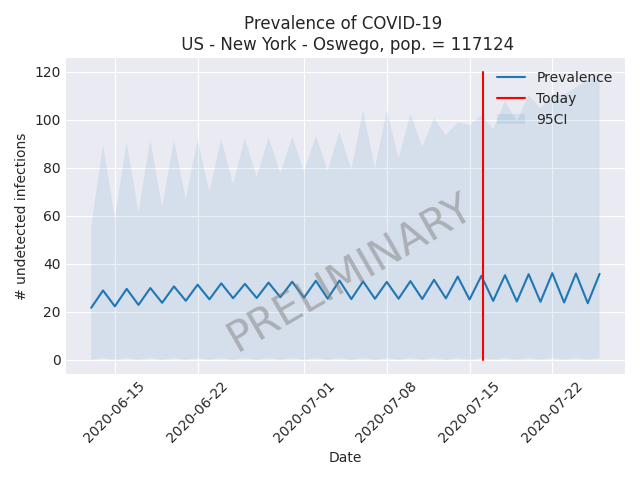 Prevalence of COVID-19
US - New York - Oswego, pop. = 117124
# undetected infections
120
100
80
60
40
20
0
Prevalence
Today
95CI
PRELIMINARY
2020-06-15
2020-06-22
2020-07-01
2020-07-08
2020-07-15
2020-07-22
Date